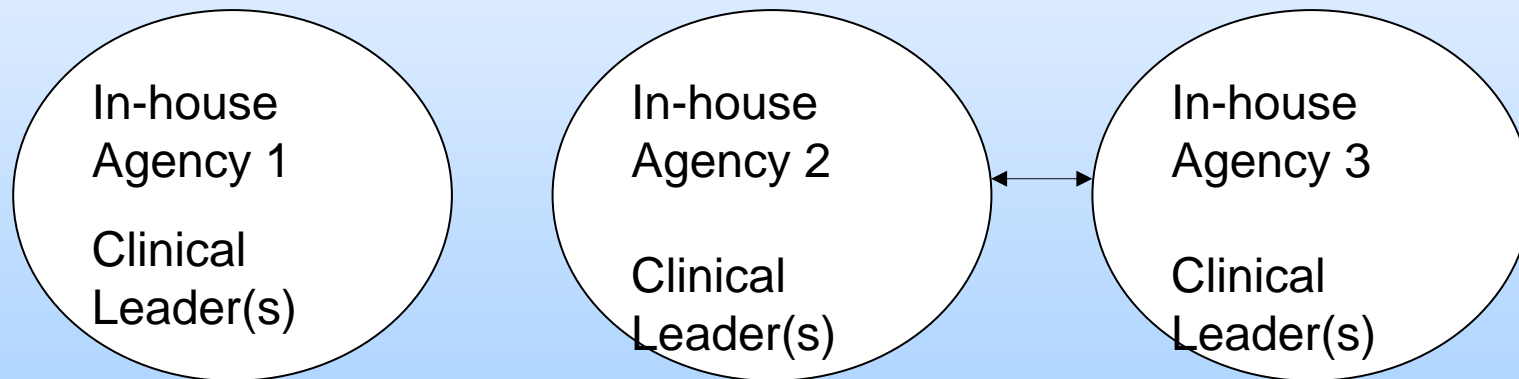 In-house
Agency 1
Clinical
Leader(s)
In-house
Agency 2
Clinical
Leader(s)
In-house
Agency 3
Clinical
Leader(s)